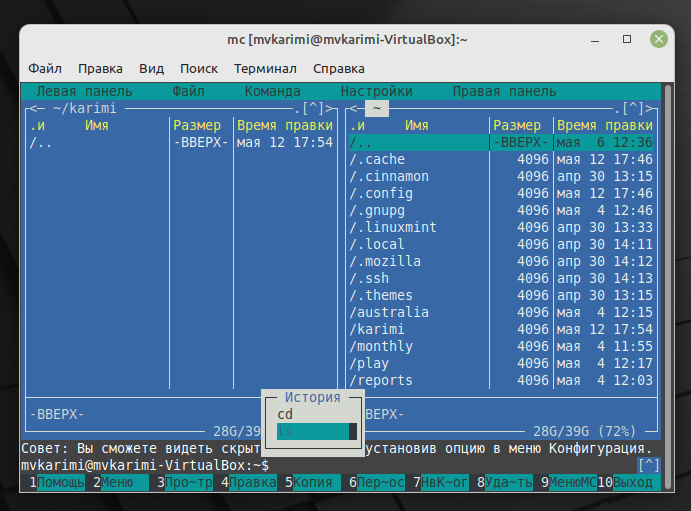 mc [mvkarimi@mvkarimi-VirtualBox]:~
Файл Правка Вид Поиск Терминал Справка
Левая панель Файл Команда Настройки Правая панель
<─ ~/karimi .[^]> <─ ~ .[^]>
.и Имя Размер Время правки .и Имя Размер Время правки
/.. -ВВЕРХ- мая 12 17:54 /.. -ВВЕРХ- мая 6 12:36
/.cache 4096 мая 12 17:46
/.cinnamon 4096 апр 30 13:15
/.config 4096 мая 12 17:46
/.gnupg 4096 мая 4 12:46
/.linuxmint 4096 апр 30 13:33
/.local 4096 апр 30 14:11
/.mozilla 4096 апр 30 14:12
/.ssh 4096 апр 30 14:13
/.themes 4096 апр 30 13:15
/australia 4096 мая 4 12:15
/karimi 4096 мая 12 17:54
/monthly 4096 мая 4 11:55
/play 4096 мая 4 12:17
/reports 4096 мая 4 12:03
История
-ВВЕРХ- cd ВЕРХ-
28G/39 ls 28G/39G (72%)
Совет: Вы сможете видеть скрыт установив опцию в меню Конфигурация.
mvkarimi@mvkarimi-VirtualBox:~$ [^]
1Помощь 2Меню 3Про~тр 4Правка 5Копия 6Пер~ос 7НвК~ог 8Уда~ть 9МенюМС 10Выход